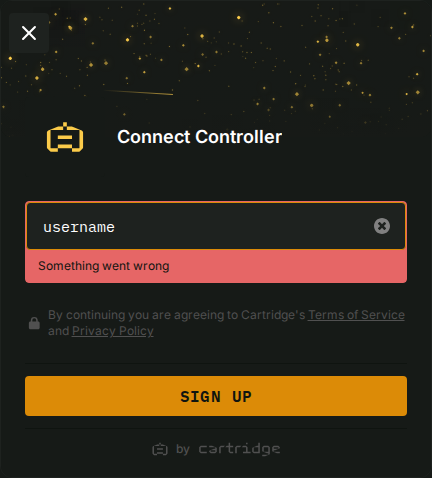 Connect Controller
username
Something went wrong
By continuing you are agreeing to Cartridge's Terms of Service
and Privacy Policy
SIGN UP
by cartridge